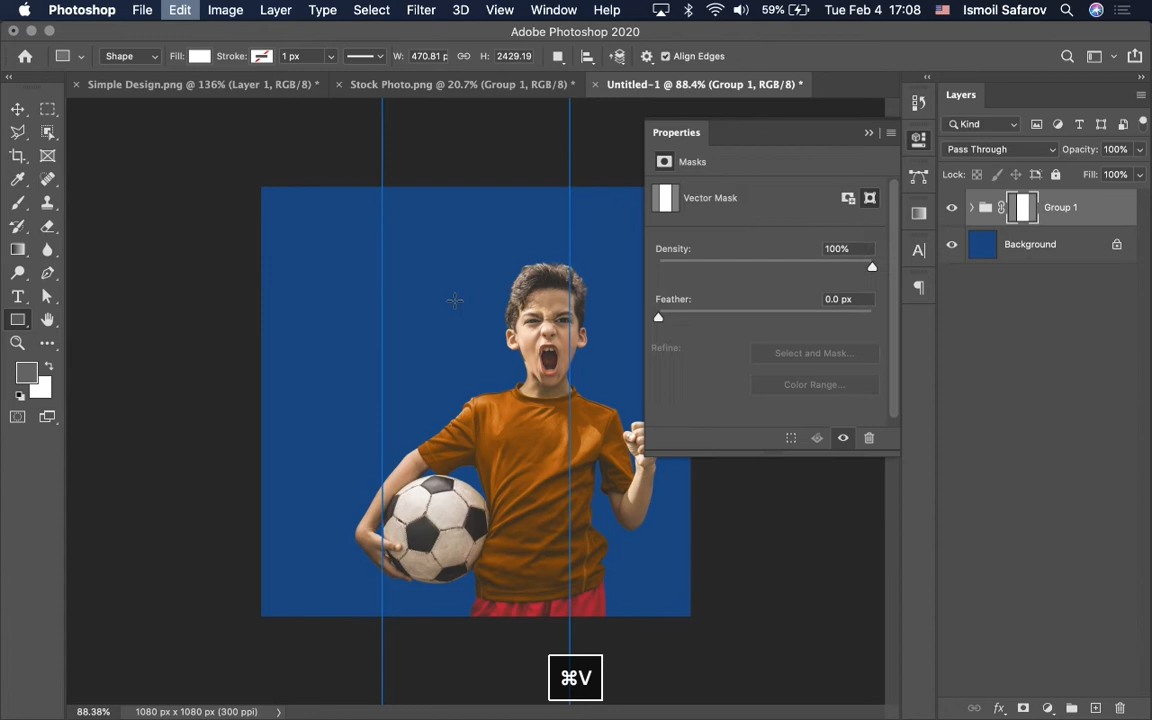 Photoshop File Edit Image Layer Type Select Filter 3D View Window Help 59% Tue Feb 4 17:08 Ismoil Safarov
Adobe Photoshop 2020
Shape Fill: Stroke: 1 px W: 470.81 p H: 2429.19 Align Edges
Simple Design.png @ 136% (Layer 1, RGB/8) * Stock Photo.png @ 20.7% (Group 1, RGB/8) * Untitled-1 @ 88.4% (Group 1, RGB/8) *
Layers
Kind
Properties
Pass Through Opacity: 100%
Masks
Lock: Fill: 100%
Vector Mask
Group 1
Background
Density: 100%
Feather: 0.0 px
Refine: Select and Mask...
Color Range...
⌘V
88.38% 1080 px x 1080 px (300 ppi)